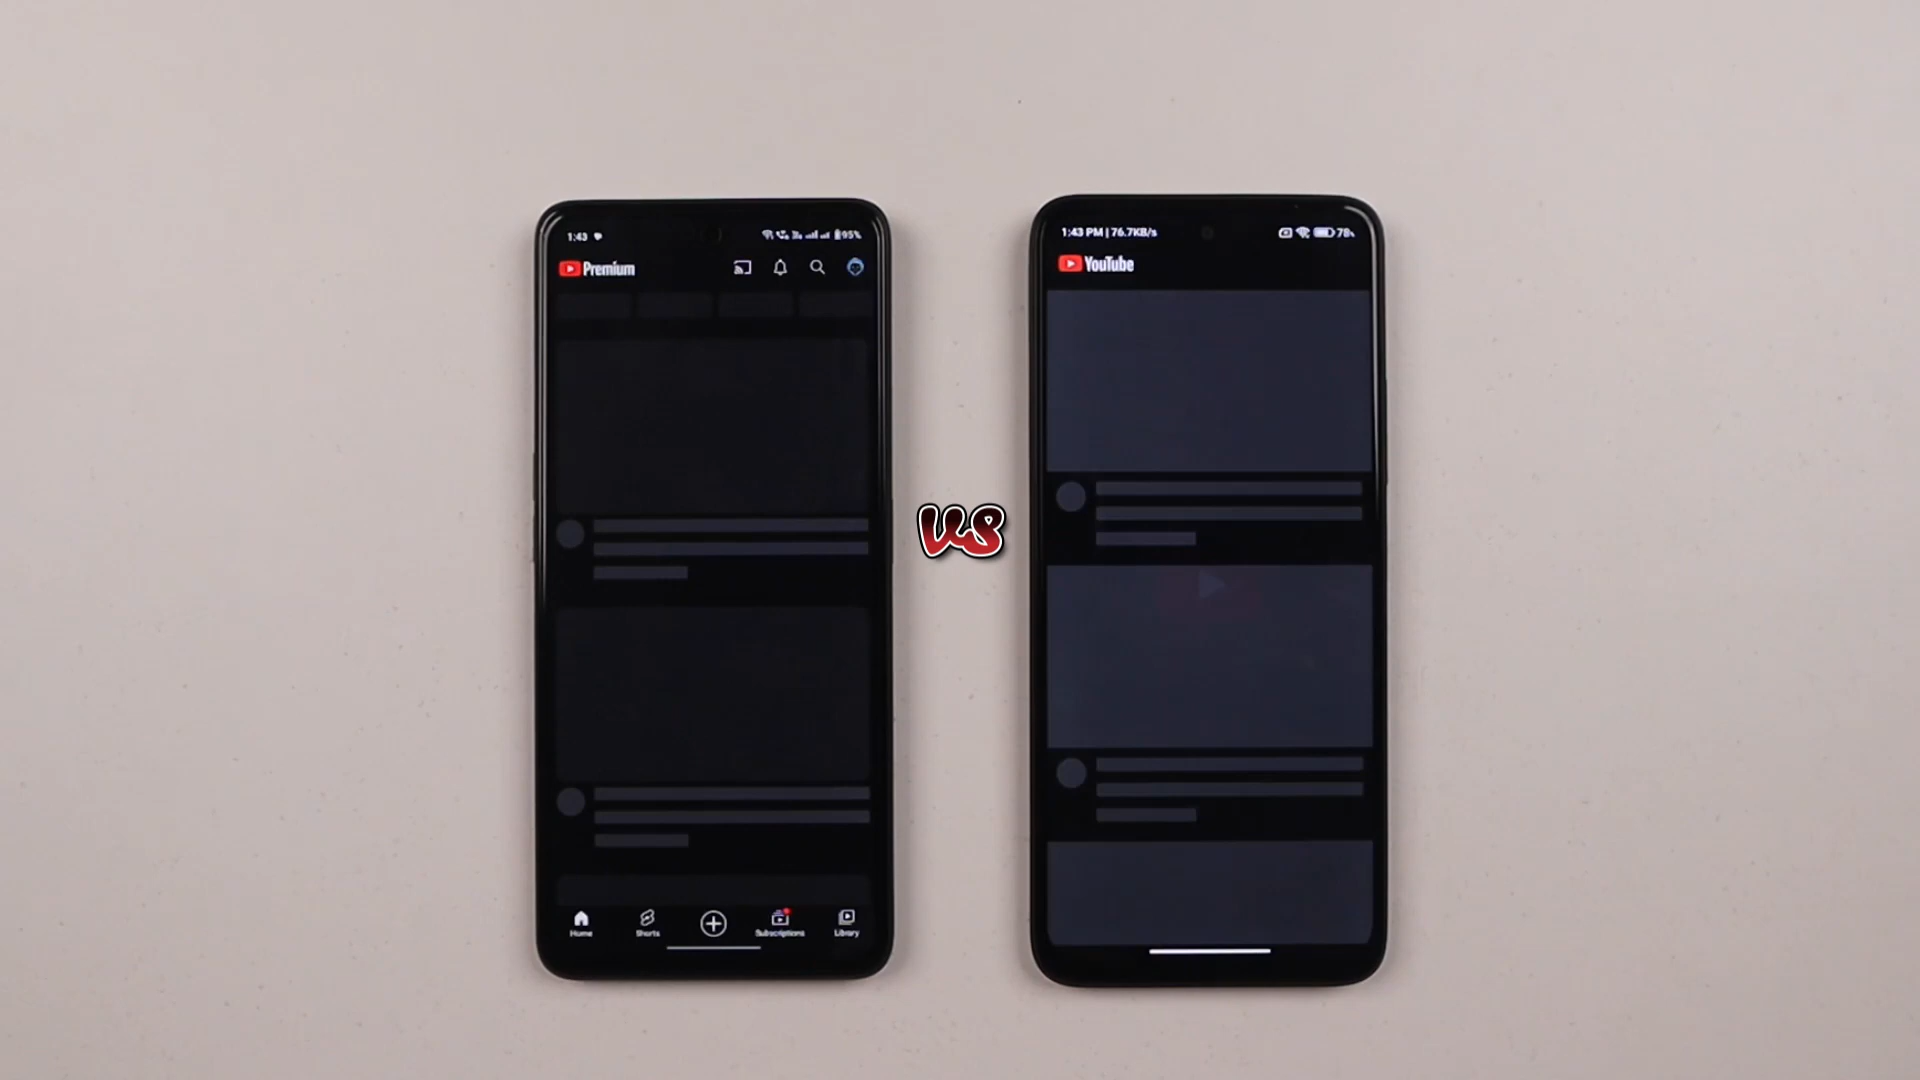 1:43
95%
Premium
Home
Shorts
Subscriptions
Library
VS
1:43 PM | 76.7KB/s
78%
YouTube